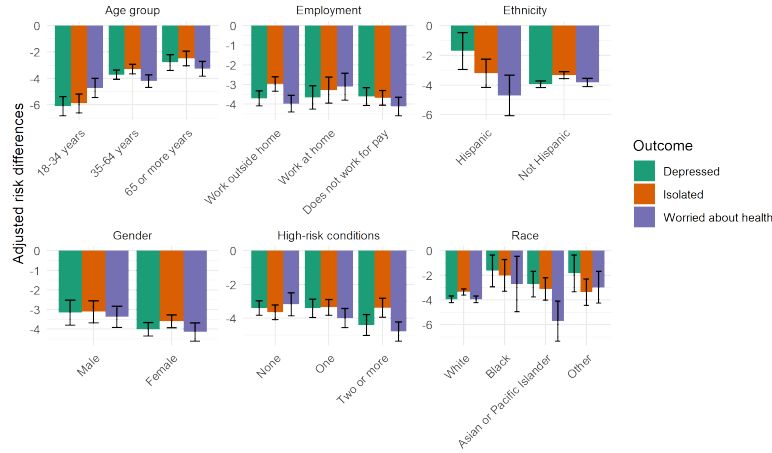 Age group
Employment
Ethnicity
0
-2
-4
-6
0
-1
-2
-3
-4
0
-2
-4
-6
18-34 years
35-64 years
65 or more years
Work outside home
Work at home
Does not work for pay
Hispanic
Not Hispanic
Adjusted risk differences
Outcome
Depressed
Isolated
Worried about health
Gender
High-risk conditions
Race
0
-1
-2
-3
-4
0
-2
-4
0
-2
-4
-6
Male
Female
None
One
Two or more
White
Black
Asian or Pacific Islander
Other